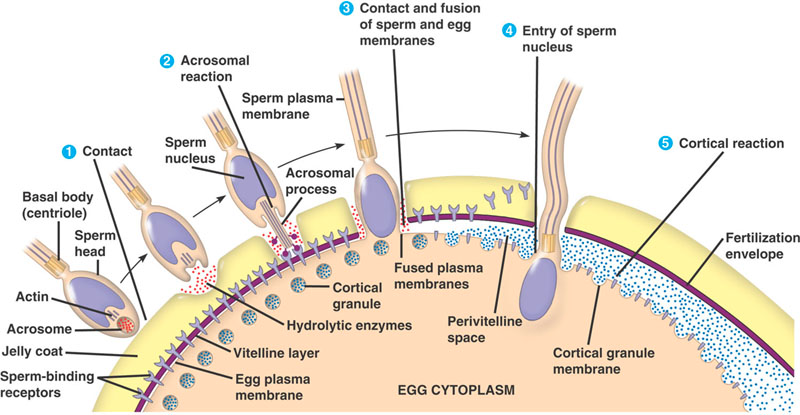 1 Contact
2 Acrosomal
reaction
3 Contact and fusion
of sperm and egg
membranes
4 Entry of sperm
nucleus
5 Cortical reaction
Sperm plasma
membrane
Sperm
nucleus
Acrosomal
process
Basal body
(centriole)
Sperm
head
Actin
Acrosome
Jelly coat
Sperm-binding
receptors
Fused plasma
membranes
Cortical
granule
Hydrolytic enzymes
Vitelline layer
Egg plasma
membrane
Perivitelline
space
Cortical granule
membrane
Fertilization
envelope
EGG CYTOPLASM